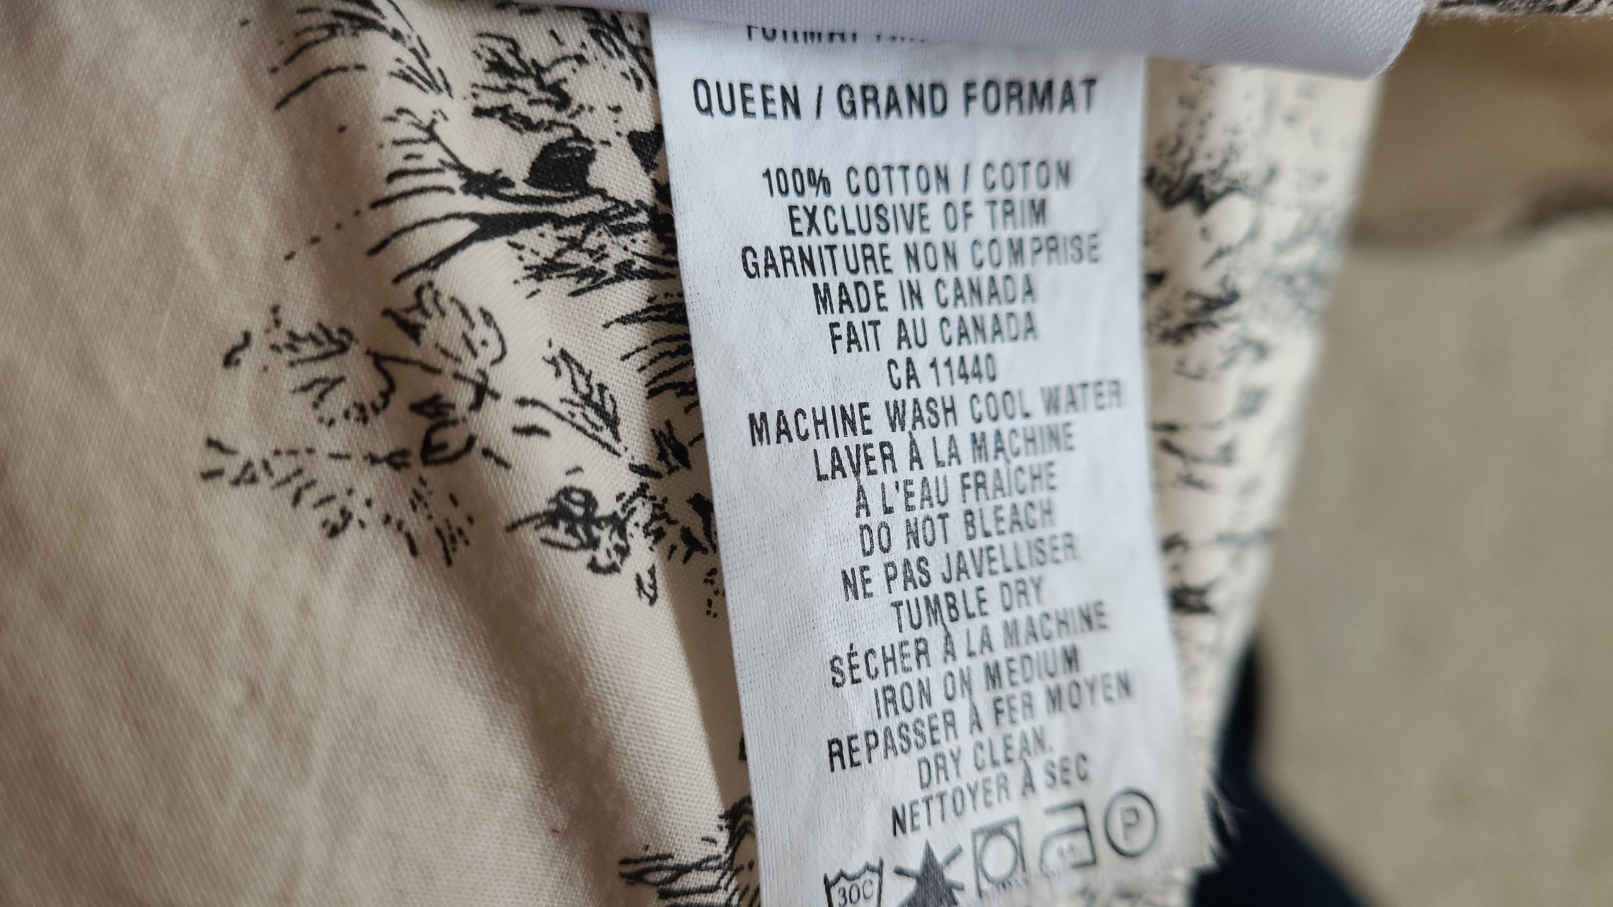 QUEEN / GRAND FORMAT
100% COTTON / COTON
EXCLUSIVE OF TRIM
GARNITURE NON COMPRISE
MADE IN CANADA
FAIT AU CANADA
CA 11440
MACHINE WASH COOL WATER
LAVER À LA MACHINE
À L'EAU FRAÎCHE
DO NOT BLEACH
NE PAS JAVELLISER
TUMBLE DRY
SÉCHER À LA MACHINE
IRON ON MEDIUM
REPASSER À FER MOYEN
DRY CLEAN.
NETTOYER À SEC
30C
P